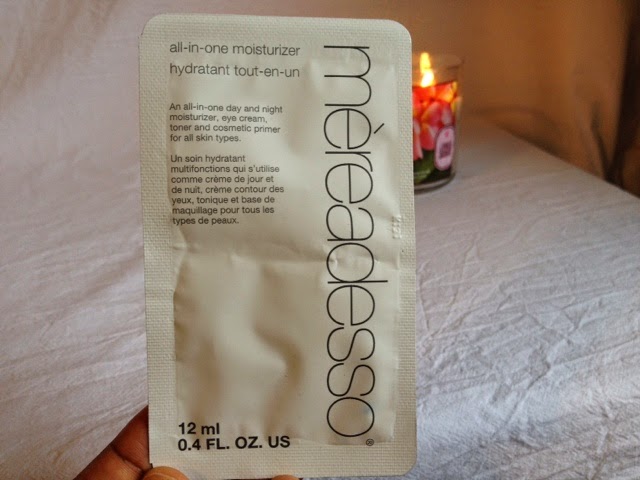 all-in-one moisturizer
hydratant tout-en-un
An all-in-one day and night
moisturizer, eye cream,
toner and cosmetic primer
for all skin types.
Un soin hydratant
multifonctions qui s'utilise
comme crème de jour et
de nuit, crème contour des
yeux, tonique et base de
maquillage pour tous les
types de peaux.
mèreadesso®
12 ml
0.4 FL. OZ. US